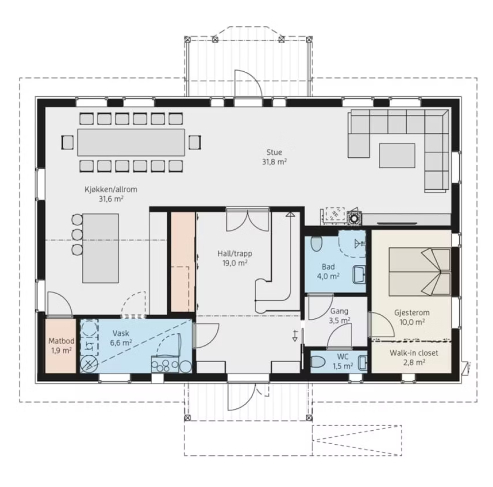 Stue
31,8 m²
Kjøkken/allrom
31,6 m²
Hall/trapp
19,0 m²
Bad
4,0 m²
Gang
3,5 m²
Gjesterom
10,0 m²
Matbod
1,9 m²
Vask
6,6 m²
WC
1,5 m²
Walk-in closet
2,8 m²